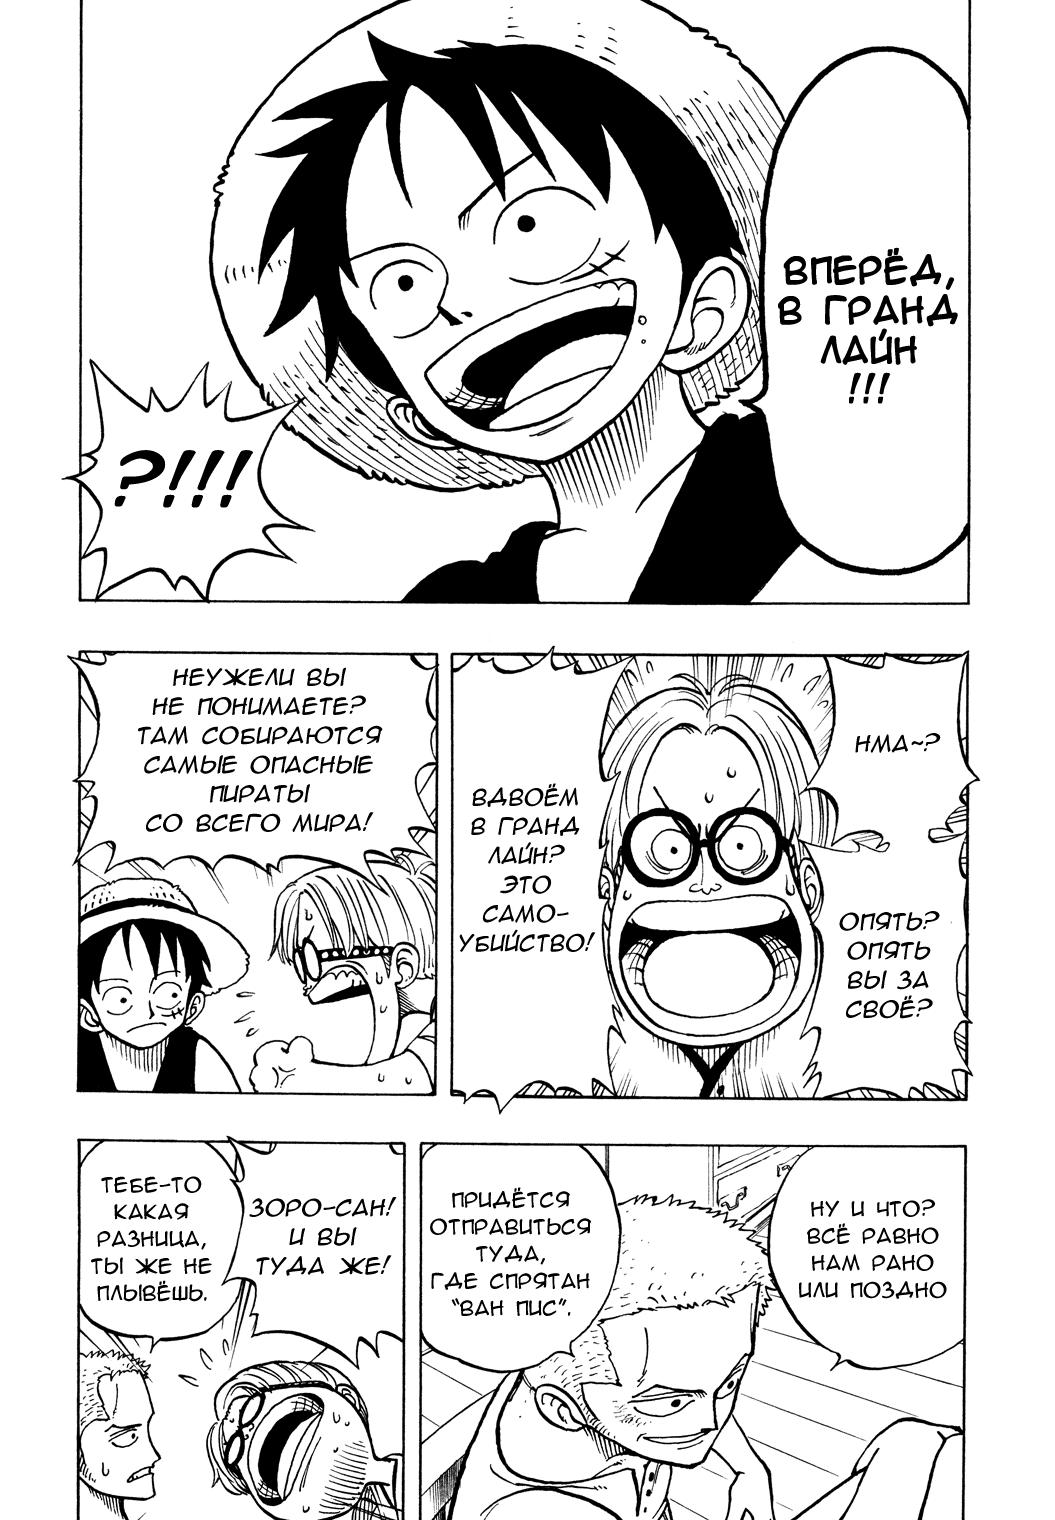 ВПЕРЁД,
В ГРАНД
ЛАЙН
!!!
?!!!
НМА~?
ОПЯТЬ?
ОПЯТЬ
ВЫ ЗА
СВОЁ?
ВДВОЁМ
В ГРАНД
ЛАЙН?
ЭТО
САМО-
УБИЙСТВО!
НЕУЖЕЛИ ВЫ
НЕ ПОНИМАЕТЕ?
ТАМ СОБИРАЮТСЯ
САМЫЕ ОПАСНЫЕ
ПИРАТЫ
СО ВСЕГО МИРА!
НУ И ЧТО?
ВСЁ РАВНО
НАМ РАНО
ИЛИ ПОЗДНО
ПРИДЁТСЯ
ОТПРАВИТЬСЯ
ТУДА,
ГДЕ СПРЯТАН
"ВАН ПИС".
ЗОРО-САН!
И ВЫ
ТУДА ЖЕ!
ТЕБЕ-ТО
КАКАЯ
РАЗНИЦА,
ТЫ ЖЕ НЕ
ПЛЫВЁШЬ.